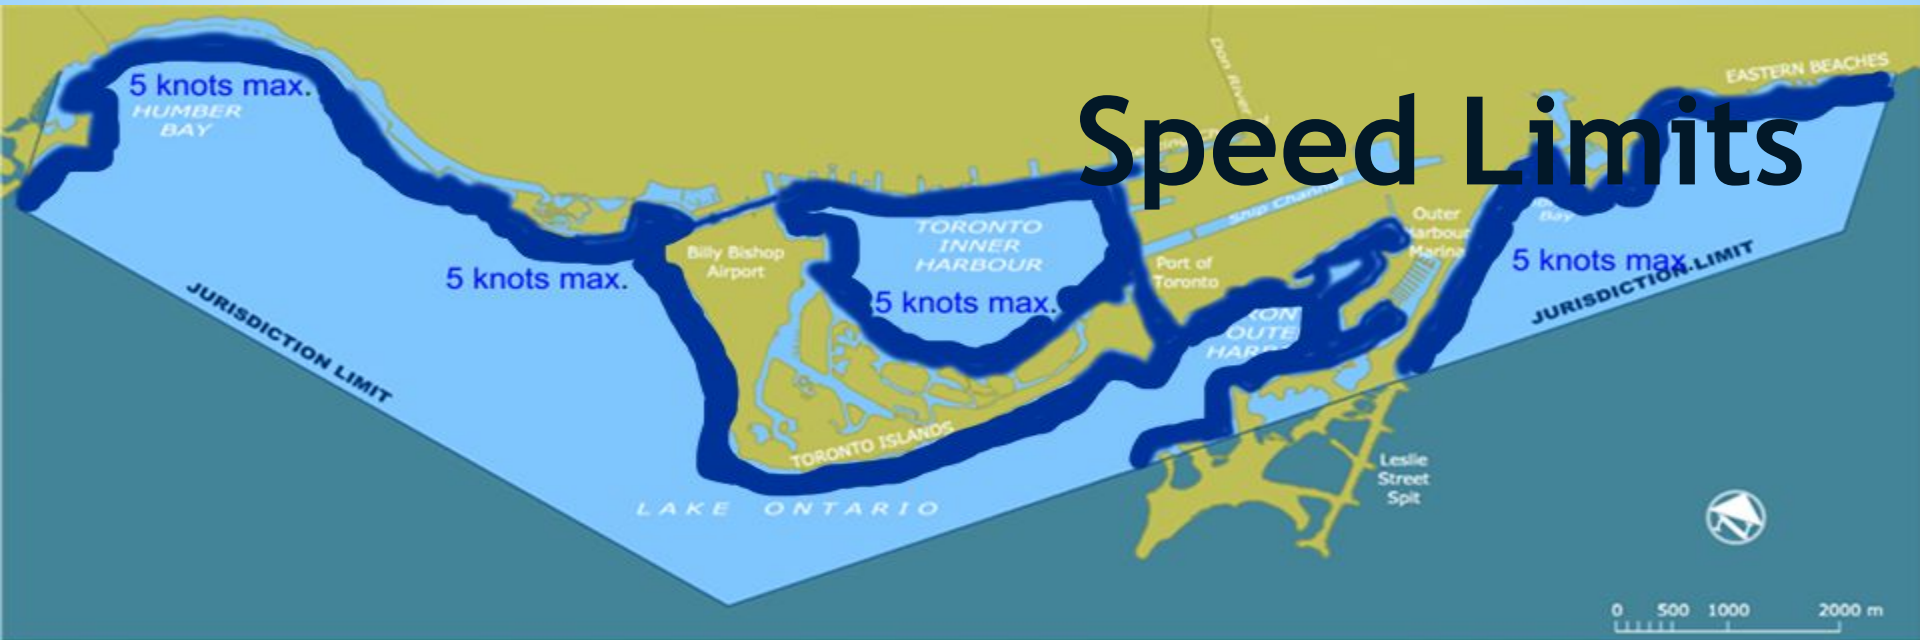 Speed Limits
EASTERN BEACHES
Don River
5 knots max.
HUMBER
BAY
Ship Channel
TORONTO
INNER
HARBOUR
Outer
Harbour
Marina
Bay
Billy Bishop
Airport
Port of
Toronto
5 knots max.
5 knots max.
5 knots max.
JURISDICTION LIMIT
JURISDICTION LIMIT
OUTE
TORONTO ISLANDS
LAKE ONTARIO
Leslie
Street
Spit
0 500 1000 2000 m